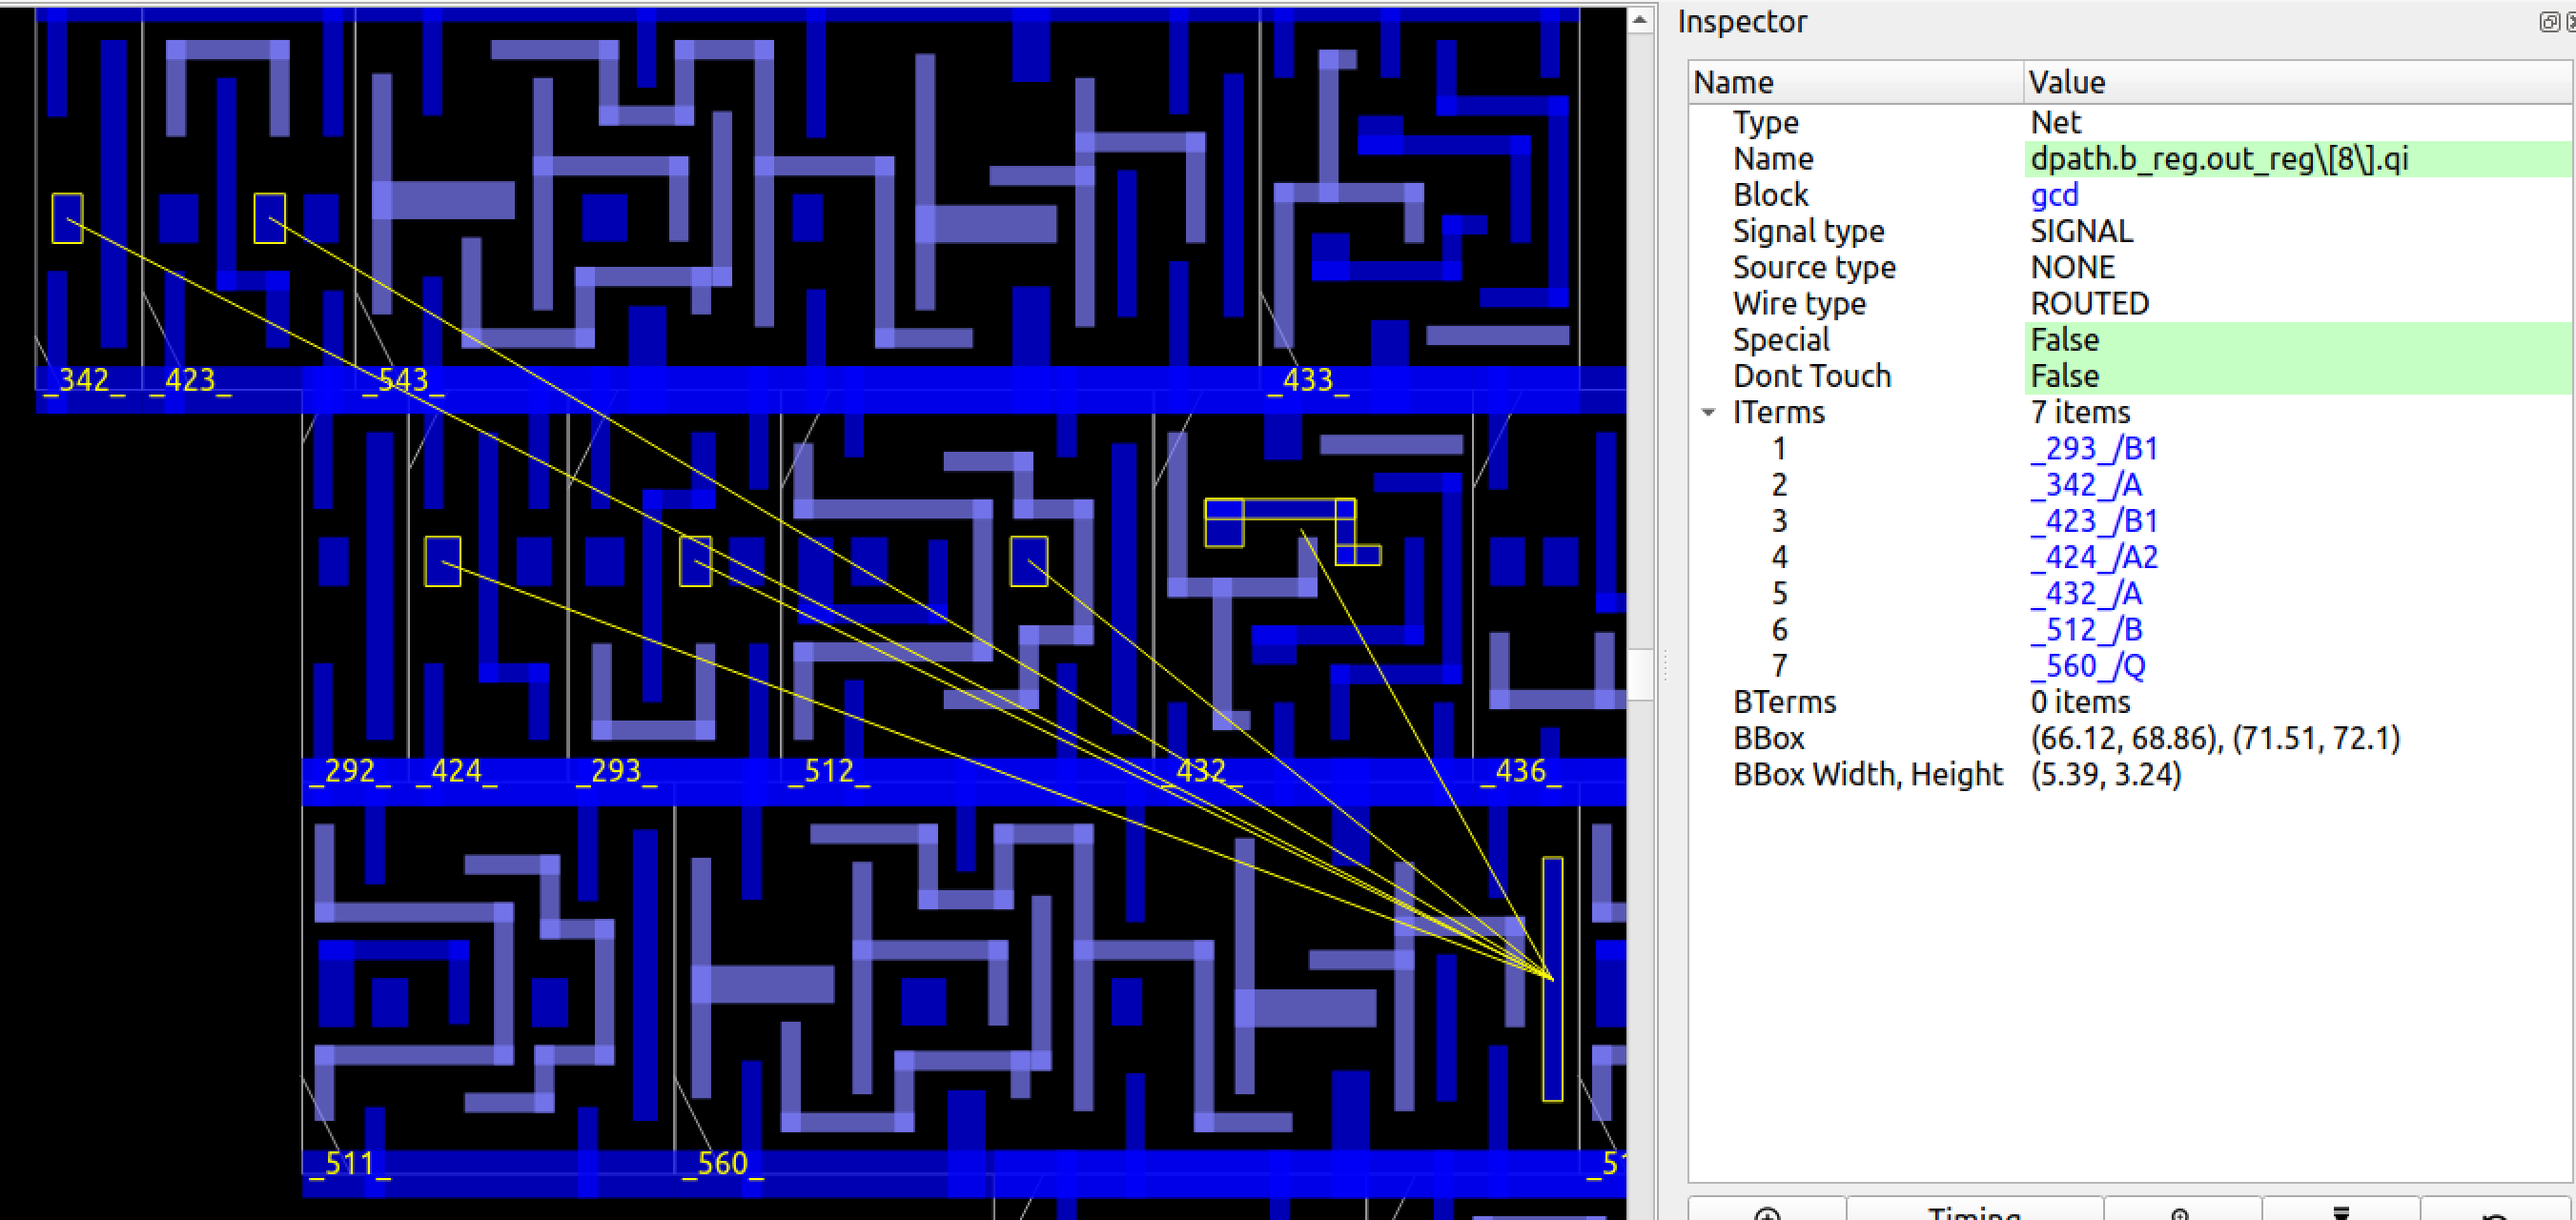 Inspector
Name Value
Type Net
Name dpath.b_reg.out_reg\[8\].qi
Block gcd
Signal type SIGNAL
Source type NONE
Wire type ROUTED
Special False
Dont Touch False
ITerms 7 items
1 _293_/B1
2 _342_/A
3 _423_/B1
4 _424_/A2
5 _432_/A
6 _512_/B
7 _560_/Q
BTerms 0 items
BBox (66.12, 68.86), (71.51, 72.1)
BBox Width, Height (5.39, 3.24)
_342_ _423_ _543_ _433_
_292_ _424_ _293_ _512_ _432_ _436_
_511_ _560_
Timing